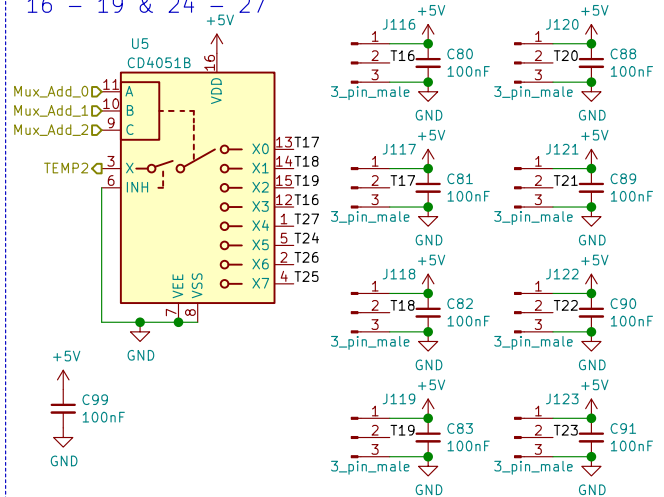 16 - 19 & 24 - 27
+5V
U5
CD4051B
16
VDD
Mux_Add_0 11 A
Mux_Add_1 10 B
Mux_Add_2 9 C
TEMP2 3 X
6 INH
X0 13 T17
X1 14 T18
X2 15 T19
X3 12 T16
X4 1 T27
X5 5 T24
X6 2 T26
X7 4 T25
VEE VSS
7 8
GND
+5V
C99
100nF
GND
+5V
J116
1
2 T16
3
3_pin_male
C80
100nF
GND
+5V
J120
1
2 T20
3
3_pin_male
C88
100nF
GND
+5V
J117
1
2 T17
3
3_pin_male
C81
100nF
GND
+5V
J121
1
2 T21
3
3_pin_male
C89
100nF
GND
+5V
J118
1
2 T18
3
3_pin_male
C82
100nF
GND
+5V
J122
1
2 T22
3
3_pin_male
C90
100nF
GND
+5V
J119
1
2 T19
3
3_pin_male
C83
100nF
GND
+5V
J123
1
2 T23
3
3_pin_male
C91
100nF
GND